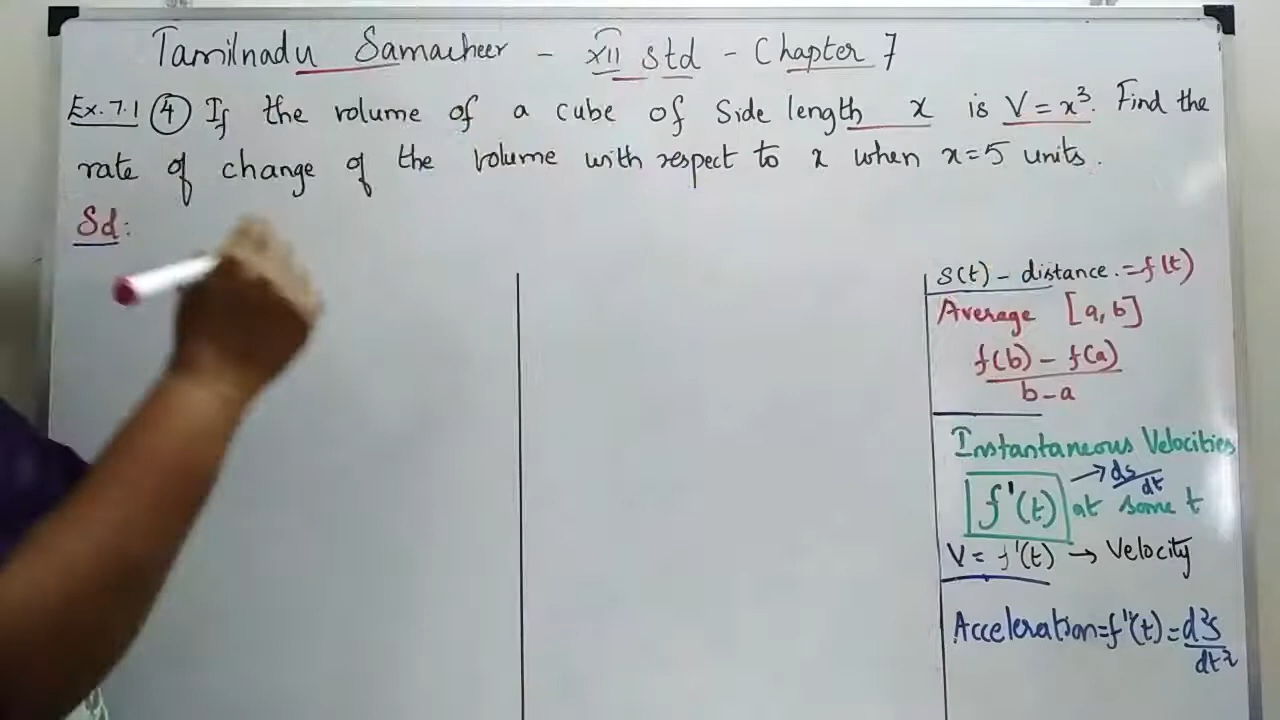 Tamilnadu Samacheer - XII std - Chapter 7
Ex. 7.1 ④ If the volume of a cube of side length x is V = x³. Find the
rate of change of the volume with respect to x when x=5 units.
Sol:
S(t) - distance. = f(t)
Average [a, b]
f(b) - f(a)
b-a
Instantaneous Velocities
f'(t) at some t
→ ds/dt
V = f'(t) → Velocity
Acceleration = f''(t) = d²s/dt²